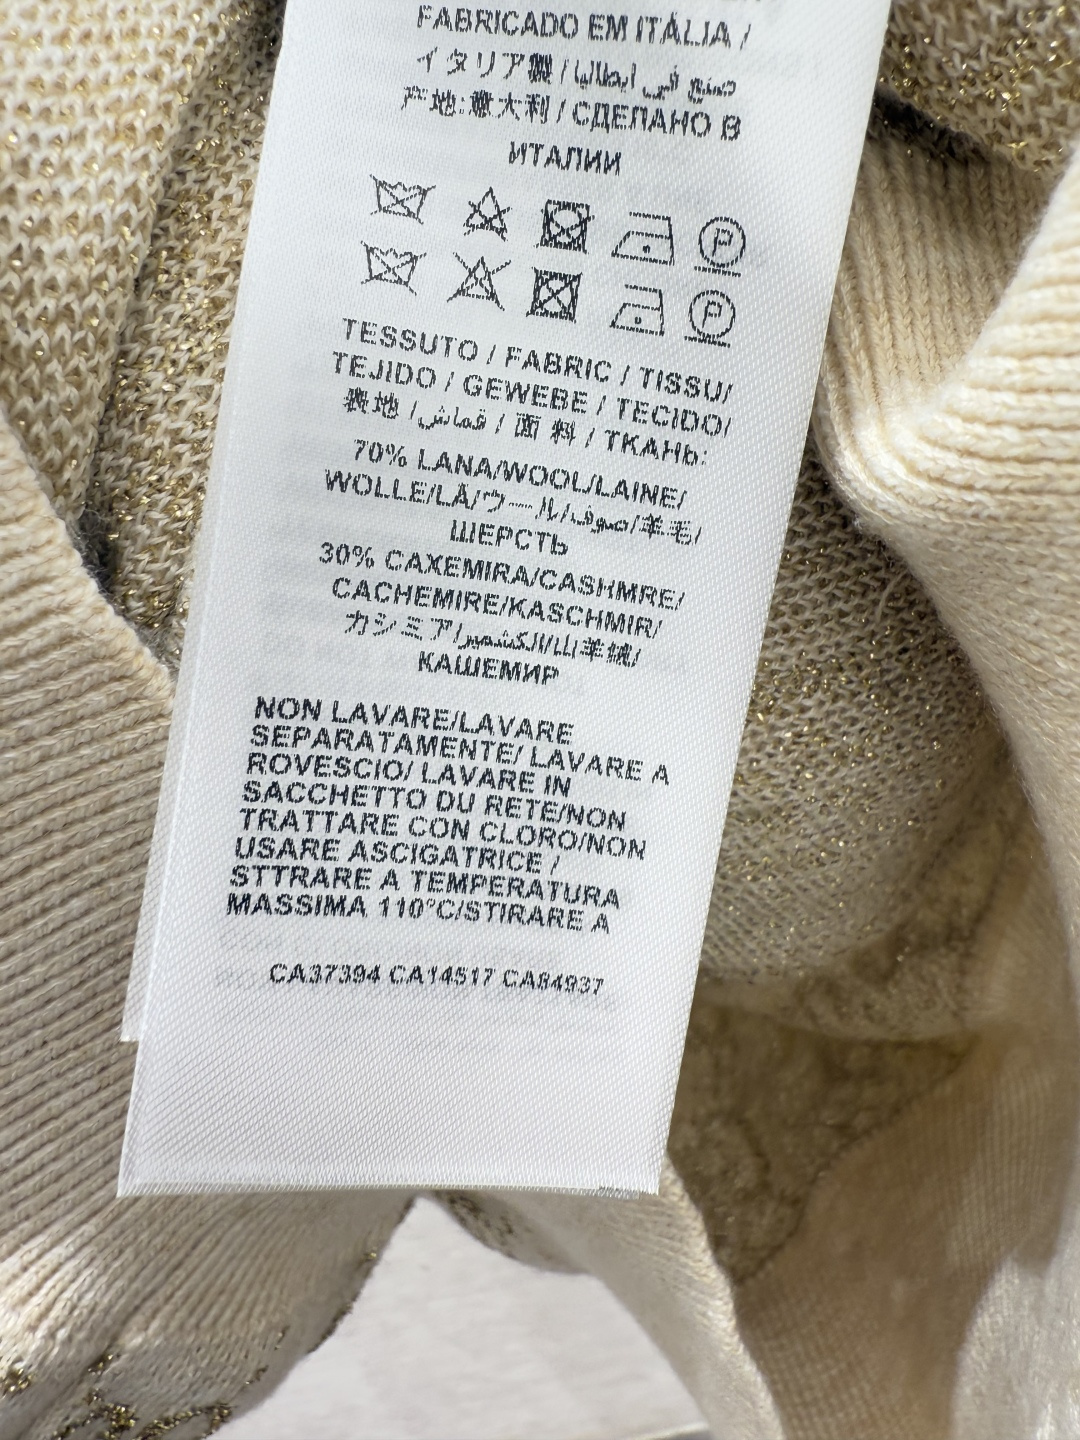 FABRICADO EM ITÁLIA /
イタリア製 / صنع في ايطاليا
产地:意大利 / СДЕЛАНО В
ИТАЛИИ
P
P
TESSUTO / FABRIC / TISSU/
TEJIDO / GEWEBE / TECIDO/
表地 / قماش / 面料 / ТКАНЬ:
70% LANA/WOOL/LAINE/
WOLLE/LÃ/ウール/صوف/羊毛/
ШЕРСТЬ
30% CAXEMIRA/CASHMRE/
CACHEMIRE/KASCHMIR/
カシミア/الكشمير/山羊绒/
КАШЕМИР
NON LAVARE/LAVARE
SEPARATAMENTE/ LAVARE A
ROVESCIO/ LAVARE IN
SACCHETTO DU RETE/NON
TRATTARE CON CLORO/NON
USARE ASCIGATRICE /
STTRARE A TEMPERATURA
MASSIMA 110°C/STIRARE A
CA37394 CA14517 CA84937